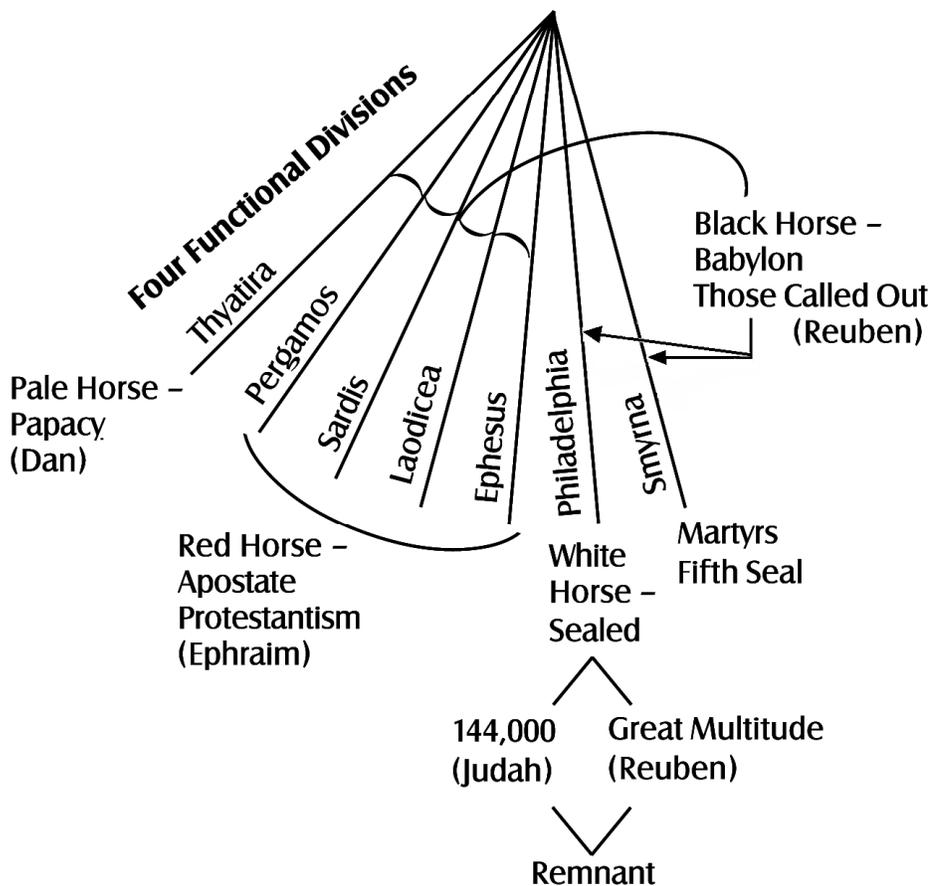 Four Functional Divisions
Thyatira
Pergamos
Sardis
Laodicea
Ephesus
Philadelphia
Smyrna
Black Horse –
Babylon
Those Called Out
(Reuben)
Pale Horse –
Papacy
(Dan)
Red Horse –
Apostate
Protestantism
(Ephraim)
White
Horse –
Sealed
Martyrs
Fifth Seal
144,000
(Judah)
Great Multitude
(Reuben)
Remnant